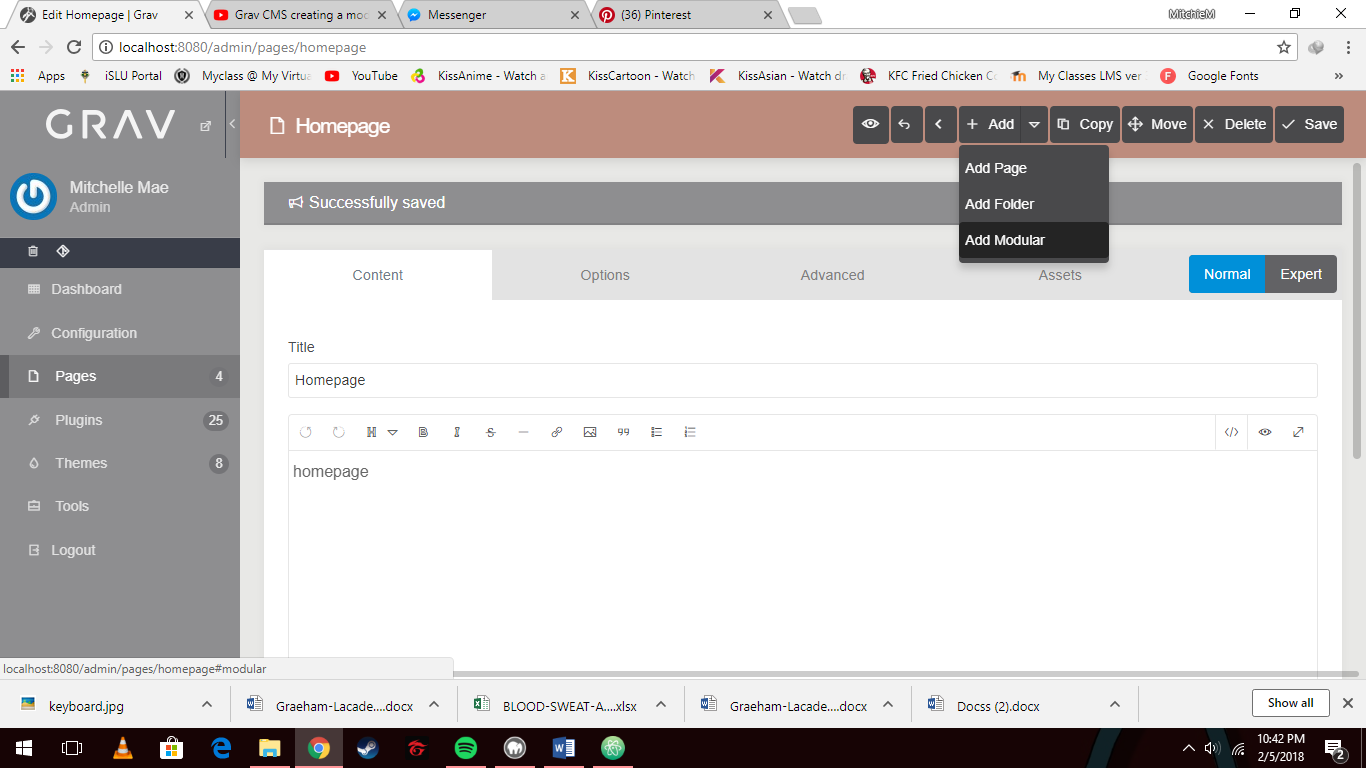 Edit Homepage | Grav
Grav CMS creating a mod
Messenger
(36) Pinterest
MitchieM
localhost:8080/admin/pages/homepage
Apps
iSLU Portal
Myclass @ My Virtua
YouTube
KissAnime - Watch a
KissCartoon - Watch
KissAsian - Watch dr
KFC Fried Chicken Co
My Classes LMS ver
F
Google Fonts
»
GRAV
Homepage
Add
Copy
Move
Delete
Save
Add Page
Add Folder
Add Modular
Mitchelle Mae
Admin
Successfully saved
Dashboard
Configuration
Pages 4
Plugins 25
Themes 8
Tools
Logout
Content
Options
Advanced
Assets
Normal
Expert
Title
Homepage
homepage
localhost:8080/admin/pages/homepage#modular
keyboard.jpg
Graeham-Lacade....docx
BLOOD-SWEAT-A....xlsx
Graeham-Lacade....docx
Docss (2).docx
Show all
10:42 PM
2/5/2018
2